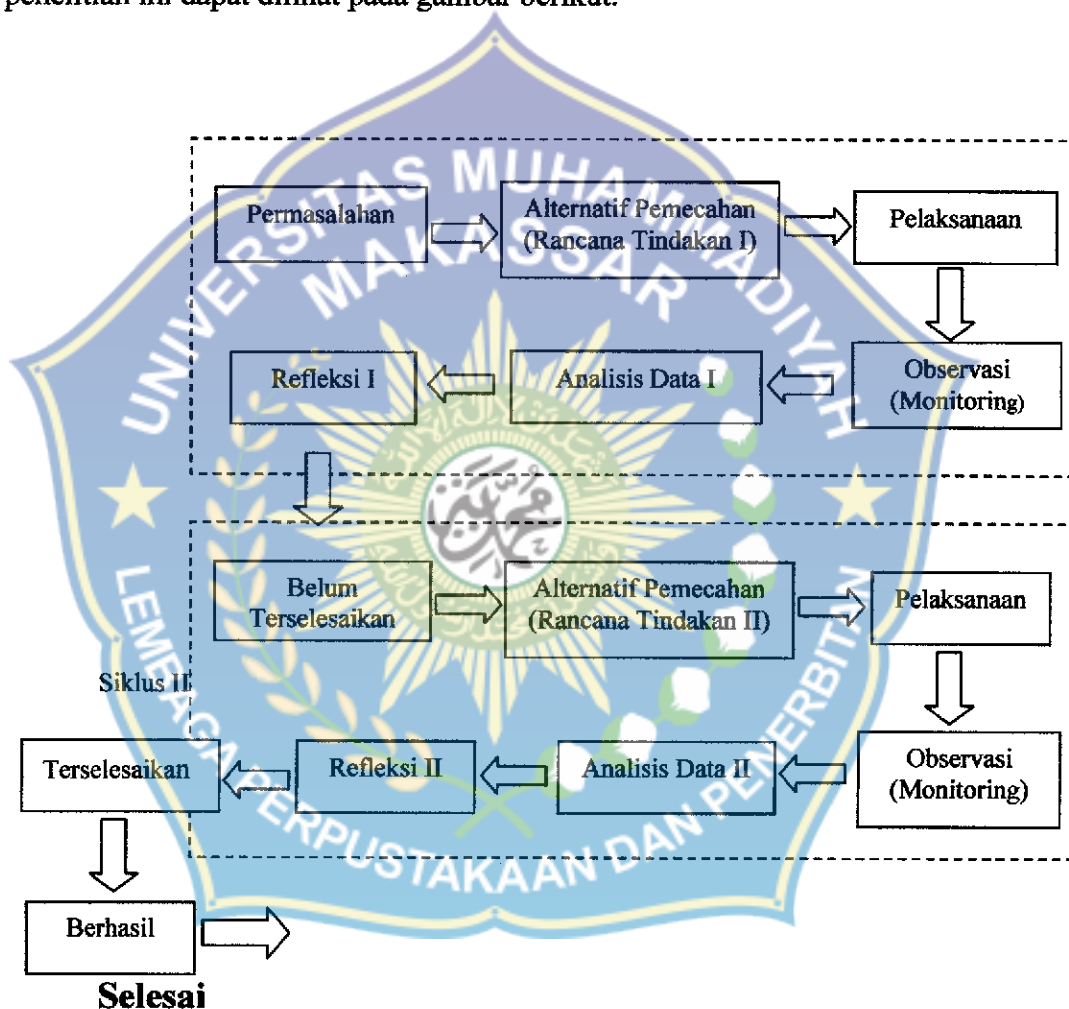 penelitian ini dapat dilihat pada gambar berikut:
UNIVERSITAS MUHAMMADIYAH
MAKASSAR
Permasalahan
Alternatif Pemecahan
(Rancana Tindakan I)
Pelaksanaan
Refleksi I
Analisis Data I
Observasi
(Monitoring)
Belum
Terselesaikan
Alternatif Pemecahan
(Rancana Tindakan II)
Pelaksanaan
Siklus II
Terselesaikan
Refleksi II
Analisis Data II
Observasi
(Monitoring)
LEMBAGA PERPUSTAKAAN DAN PENERBITAN
Berhasil
Selesai